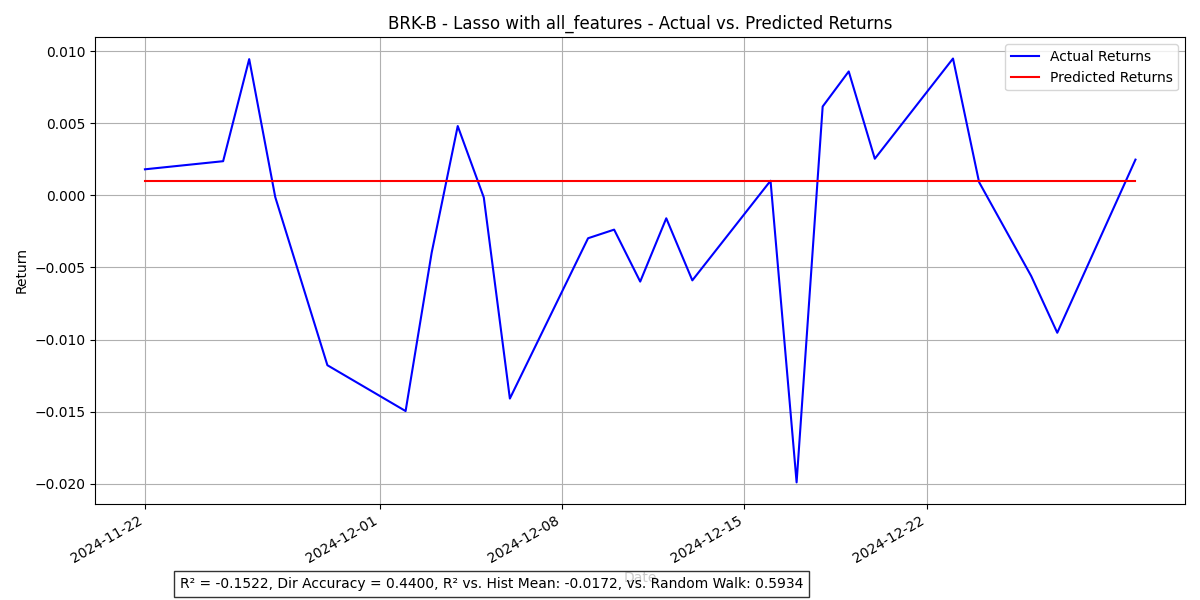 BRK-B - Lasso with all_features - Actual vs. Predicted Returns
Actual Returns
Predicted Returns
0.010
0.005
0.000
−0.005
−0.010
−0.015
−0.020
Return
2024-11-22
2024-12-01
2024-12-08
2024-12-15
2024-12-22
Date
R² = -0.1522, Dir Accuracy = 0.4400, R² vs. Hist Mean: -0.0172, vs. Random Walk: 0.5934